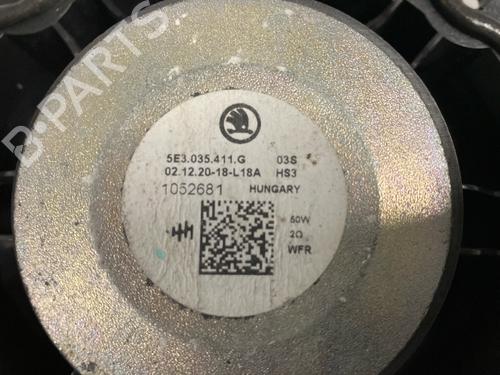 B-PARTS
5E3.035.411.G 03S
02.12.20-18-L18A HS3
1052681 HUNGARY
50W
2Ω
WFR